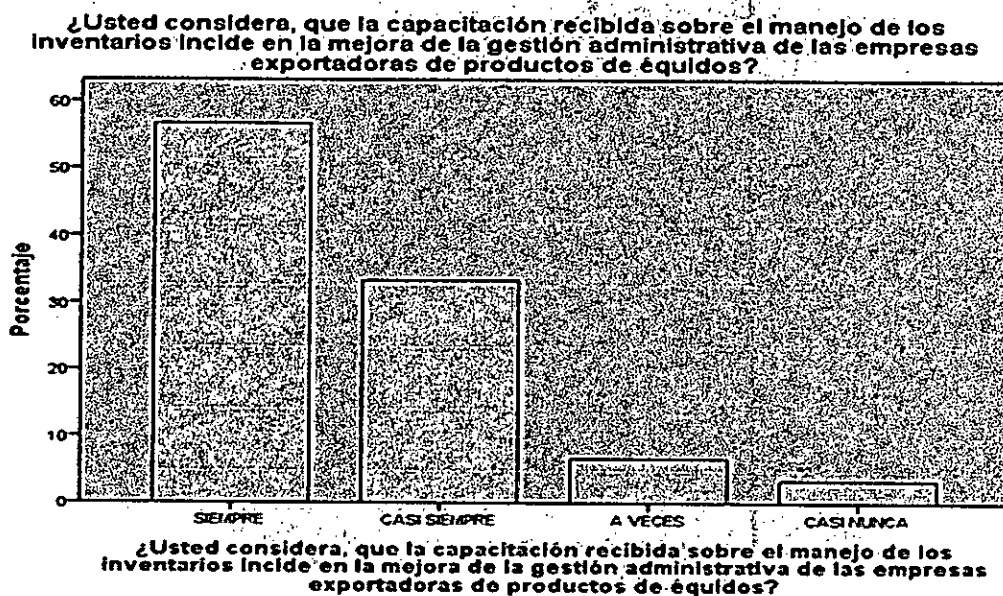 ¿Usted considera, que la capacitación recibida sobre el manejo de los
inventarios incide en la mejora de la gestión administrativa de las empresas
exportadoras de productos de équidos?
60
50
40
30
20
10
0
Porcentaje
SIEMPRE
CASI SIEMPRE
A VECES
CASI NUNCA
¿Usted considera, que la capacitación recibida sobre el manejo de los
inventarios incide en la mejora de la gestión administrativa de las empresas
exportadoras de productos de équidos?